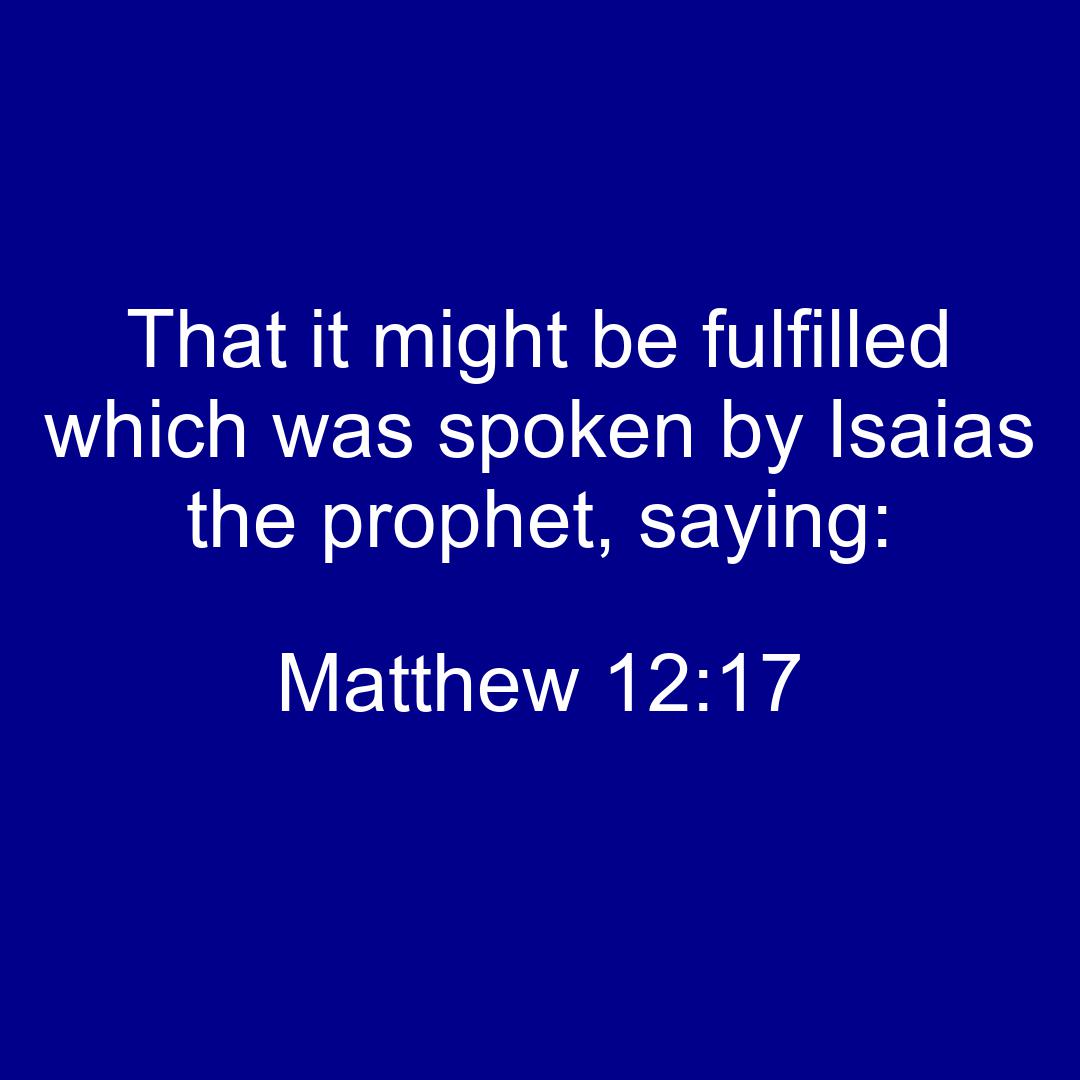 That it might be fulfilled
which was spoken by Isaias
the prophet, saying:
Matthew 12:17